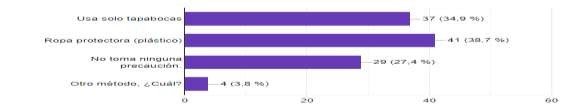 Usa solo tapabocas
37 (34,9 %)
Ropa protectora (plástico)
41 (38,7 %)
No toma ninguna
precaución.
29 (27,4 %)
Otro método, ¿Cuál?
4 (3,8 %)
0 20 40 60